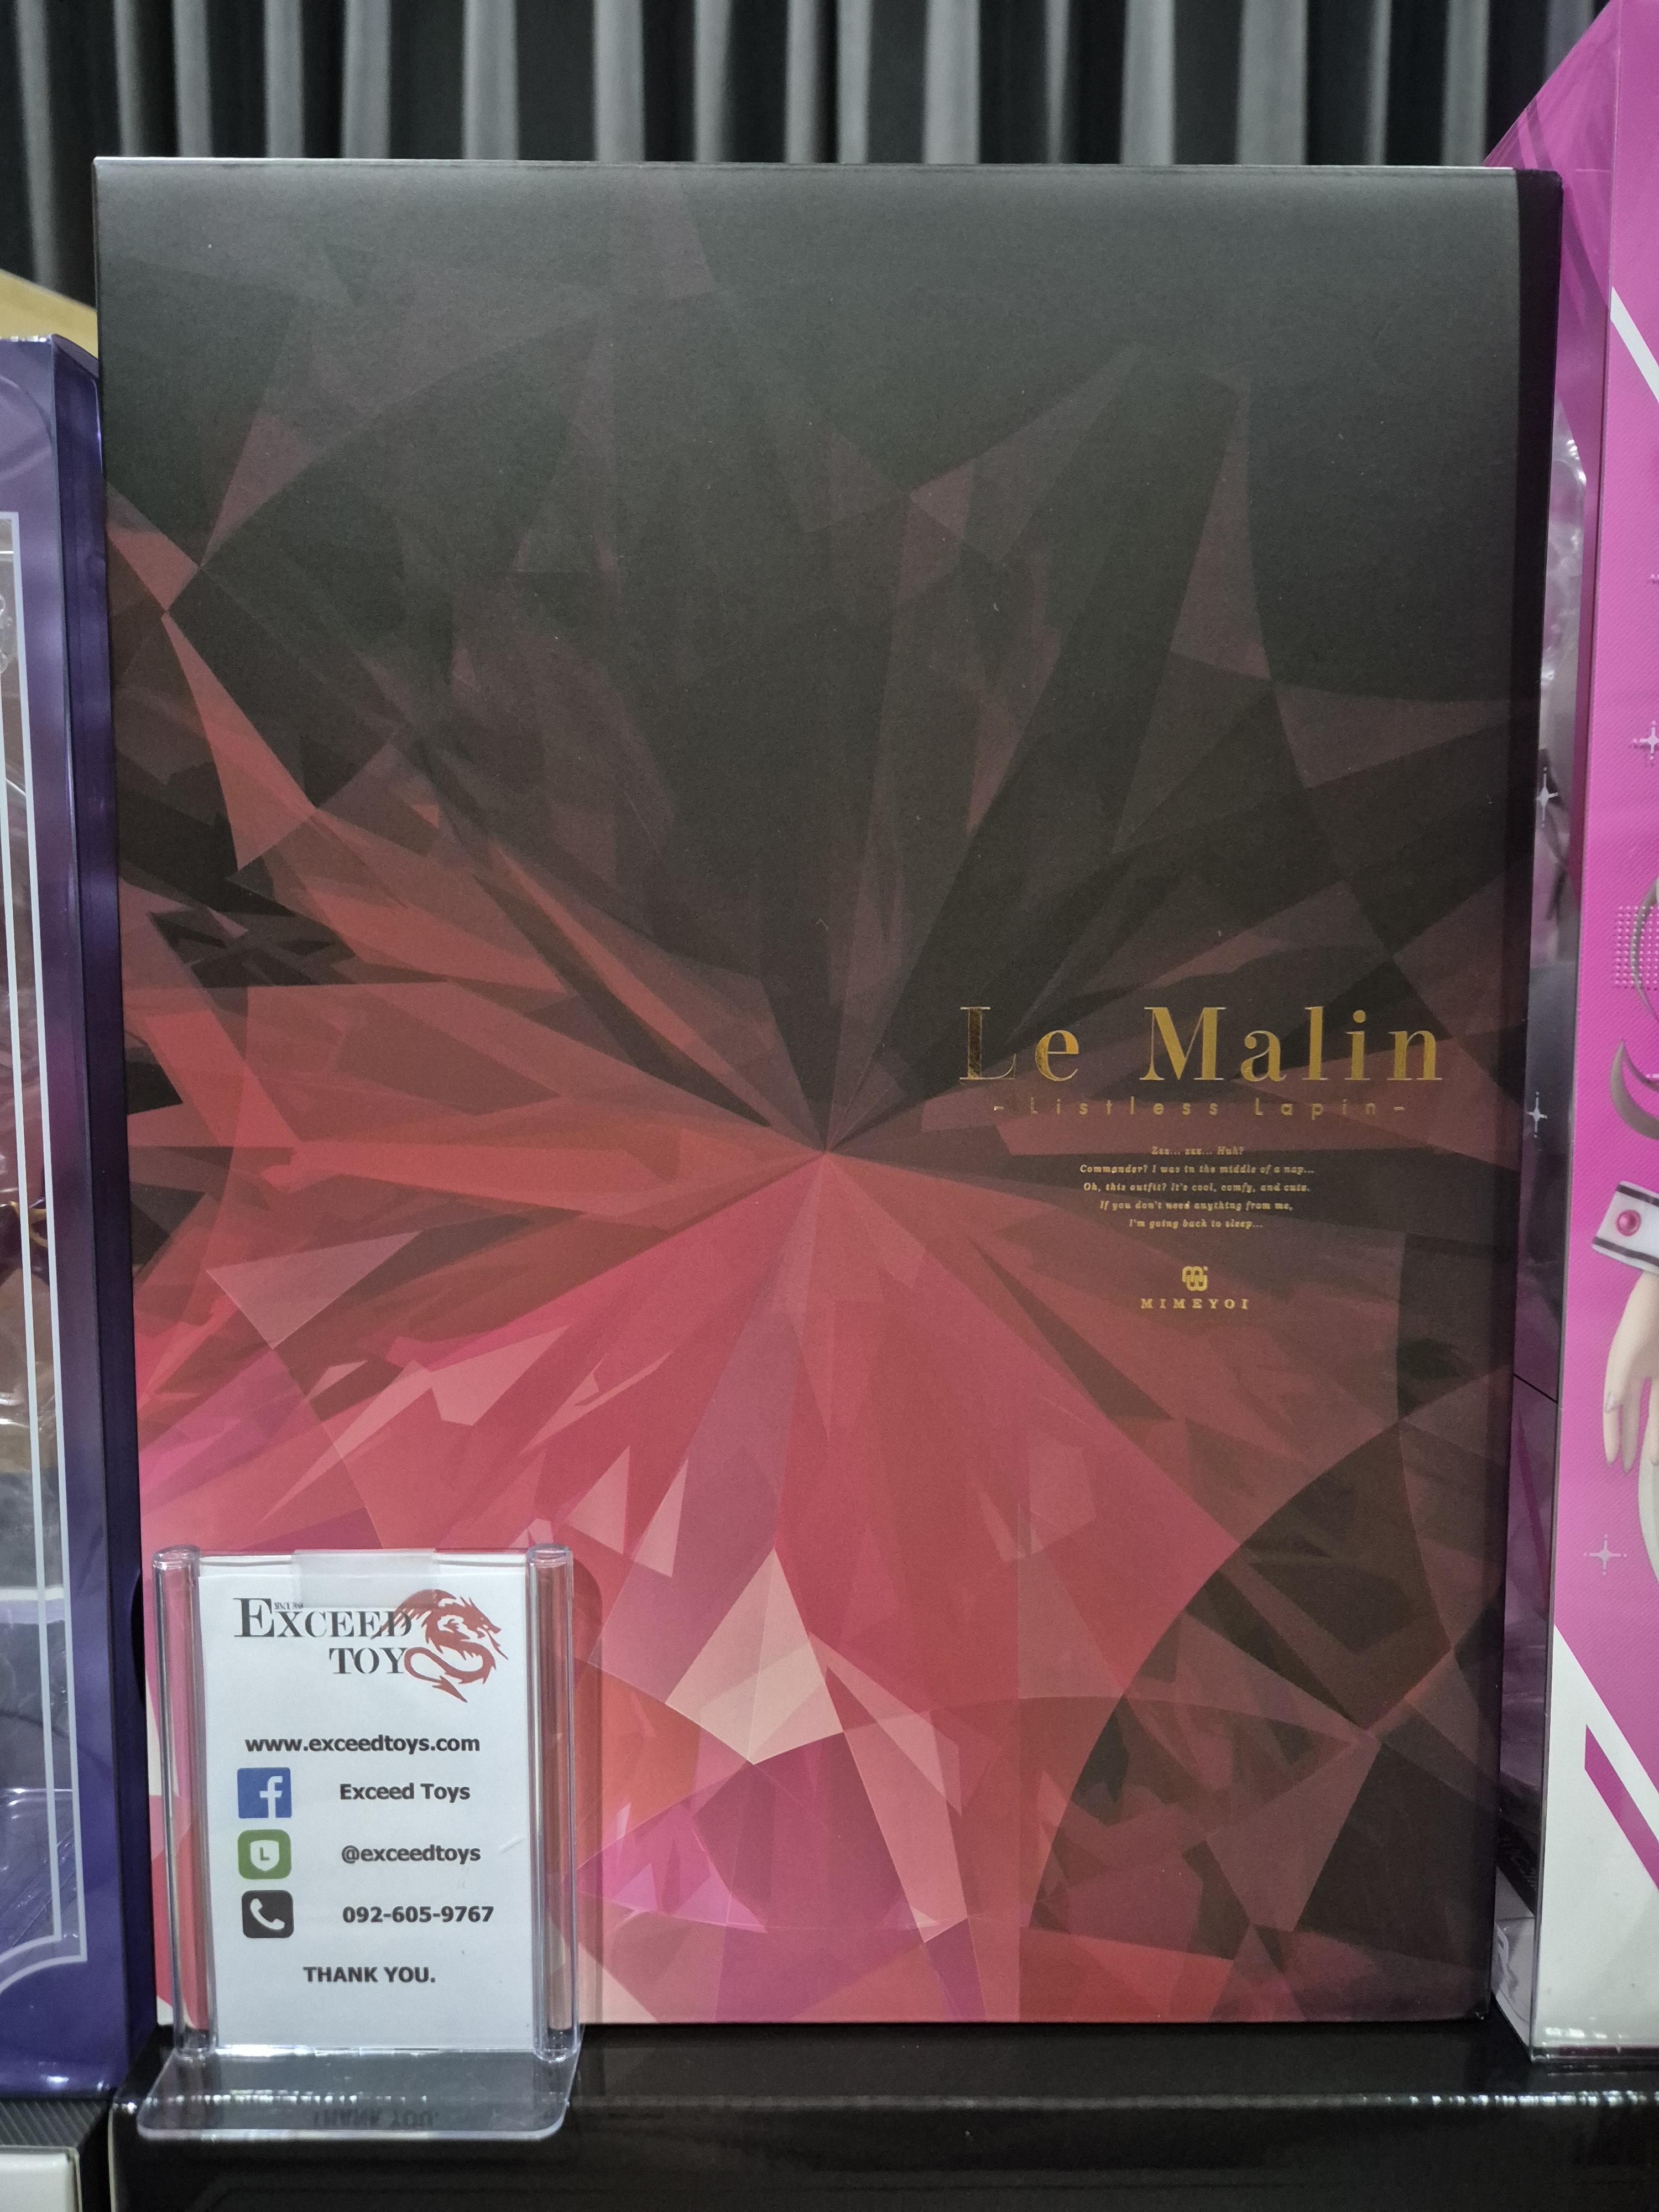 Le Malin
-Listless Lapin-
Zzz... zzz... Huh?
Commander? I was in the middle of a nap...
Oh, this outfit? It's cool, comfy, and cute.
If you don't need anything from me,
I'm going back to sleep...
MIMEYOI
EXCEED
TOY
www.exceedtoys.com
Exceed Toys
@exceedtoys
092-605-9767
THANK YOU.